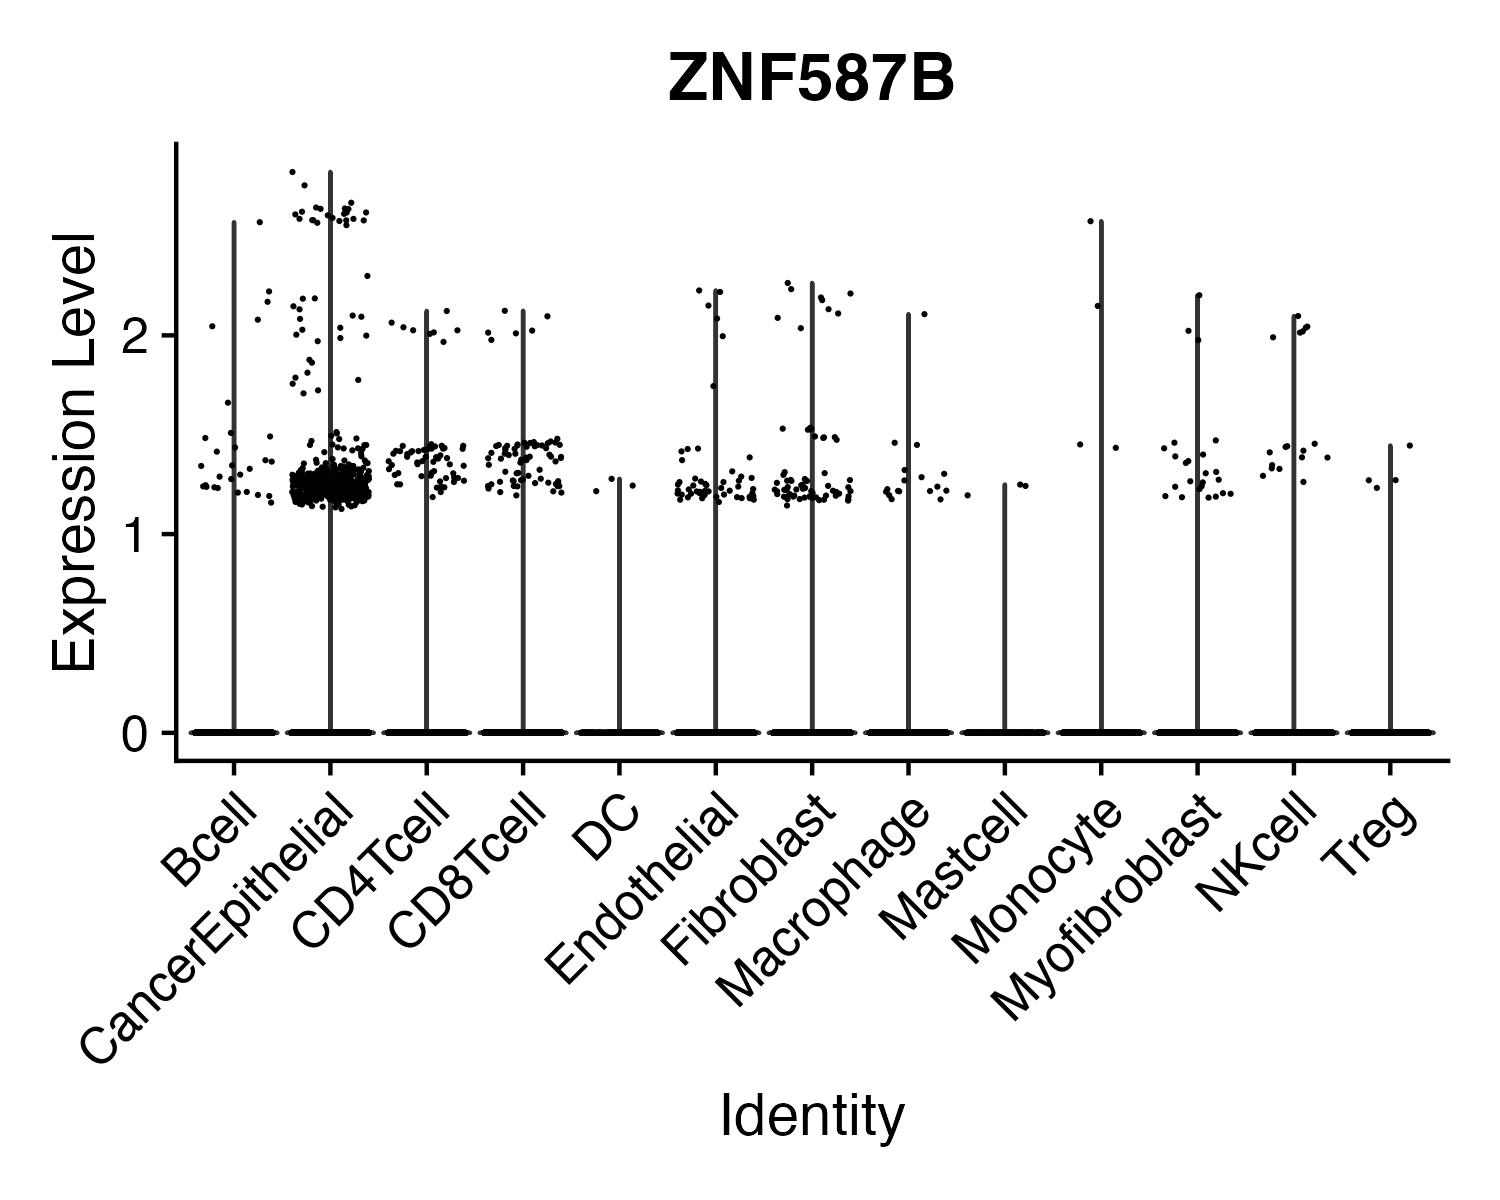 ZNF587B
Expression Level
2
1
0
Bcell
CancerEpithelial
CD4Tcell
CD8Tcell
DC
Endothelial
Fibroblast
Macrophage
Mastcell
Monocyte
Myofibroblast
NKcell
Treg
Identity